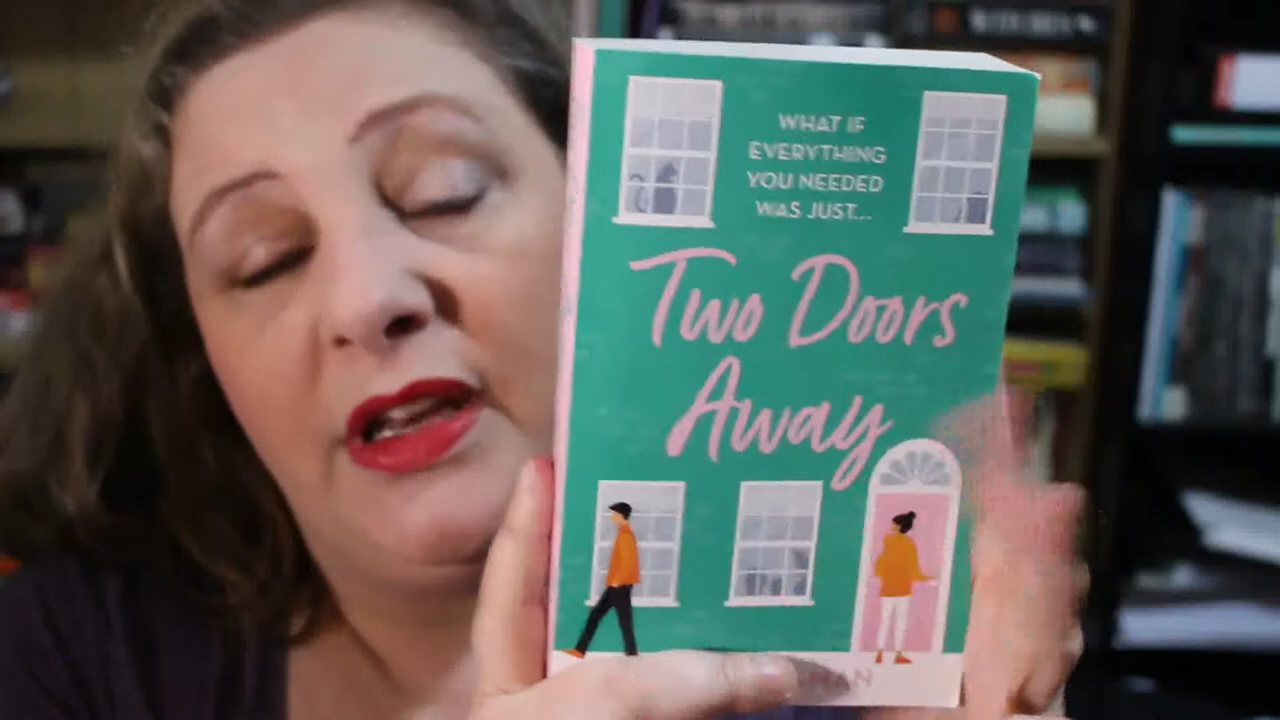 WHAT IF
EVERYTHING
YOU NEEDED
WAS JUST...
Two Doors
Away